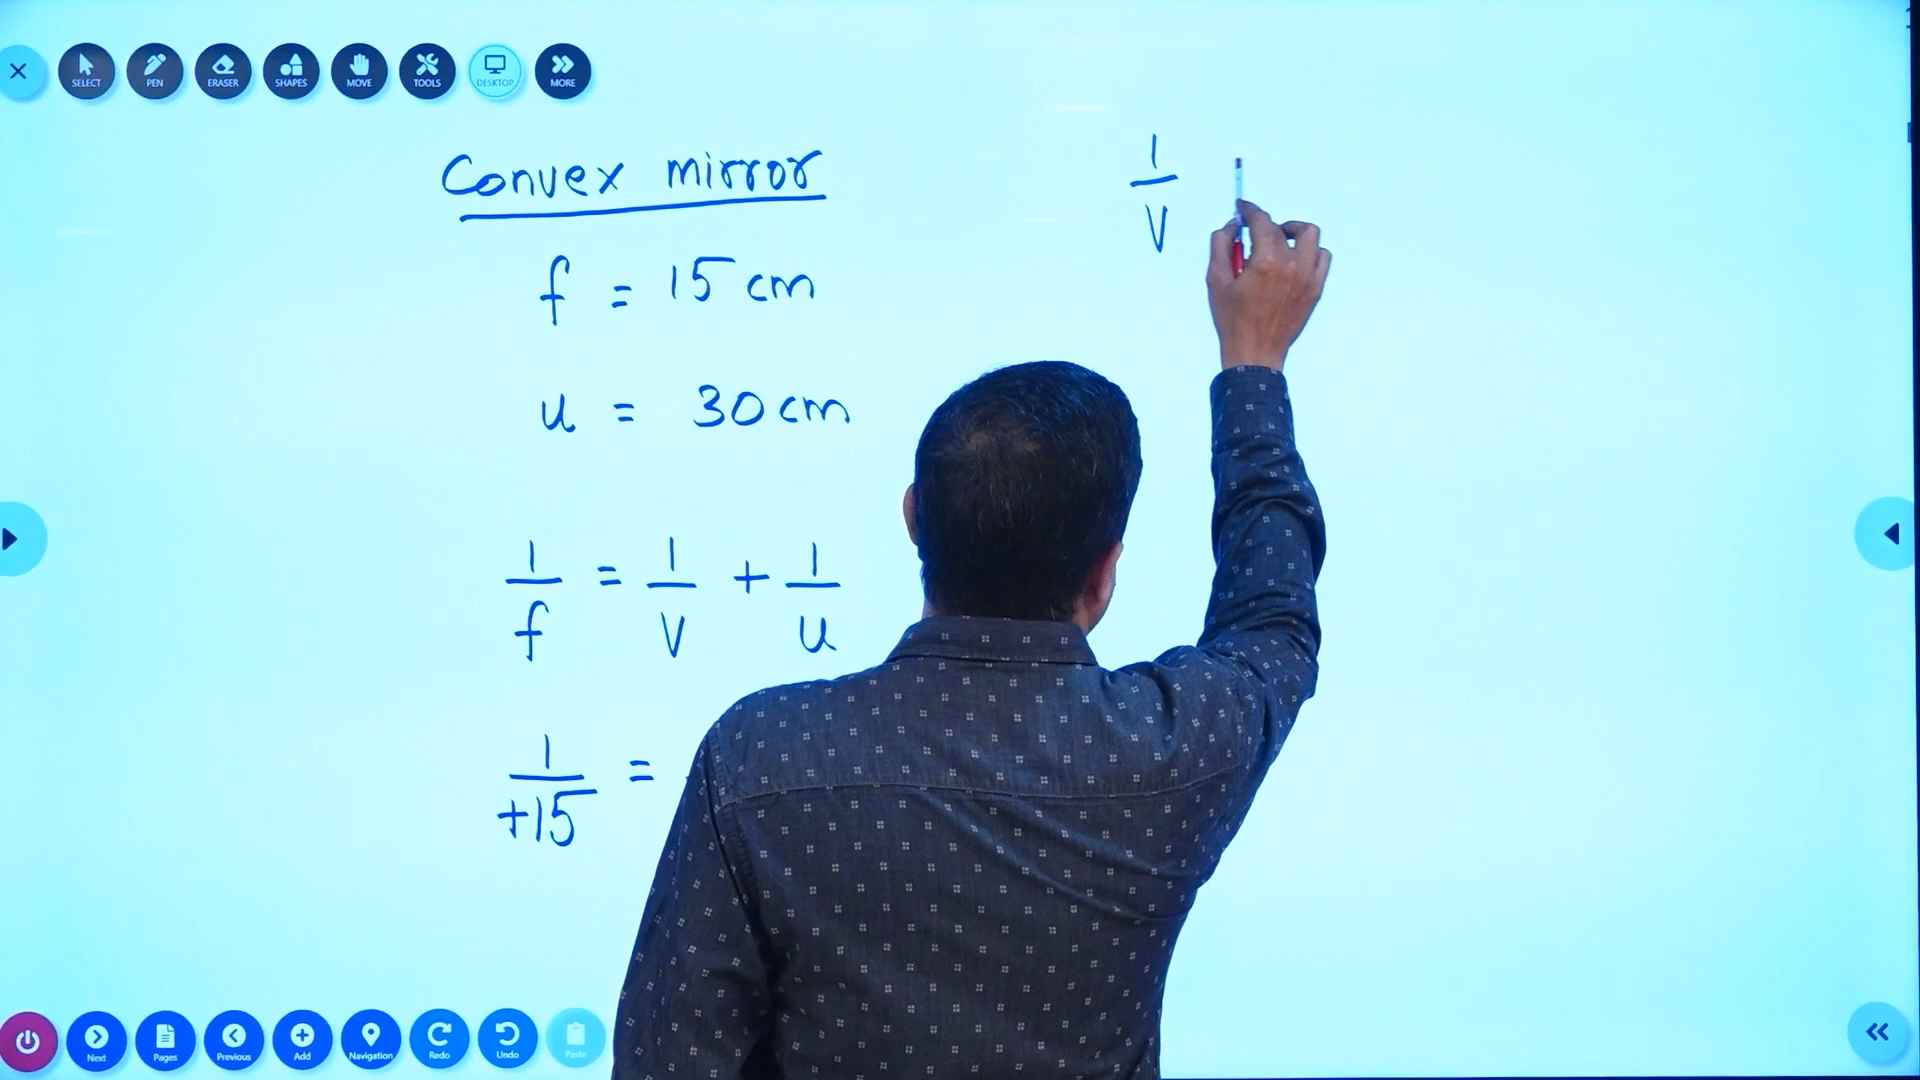 SELECT PEN ERASER SHAPES MOVE TOOLS DESKTOP MORE
Convex mirror
f = 15 cm
u = 30 cm
1/f = 1/v + 1/u
1/+15 =
1/v
Next Pages Previous Add Navigation Redo Undo Paste